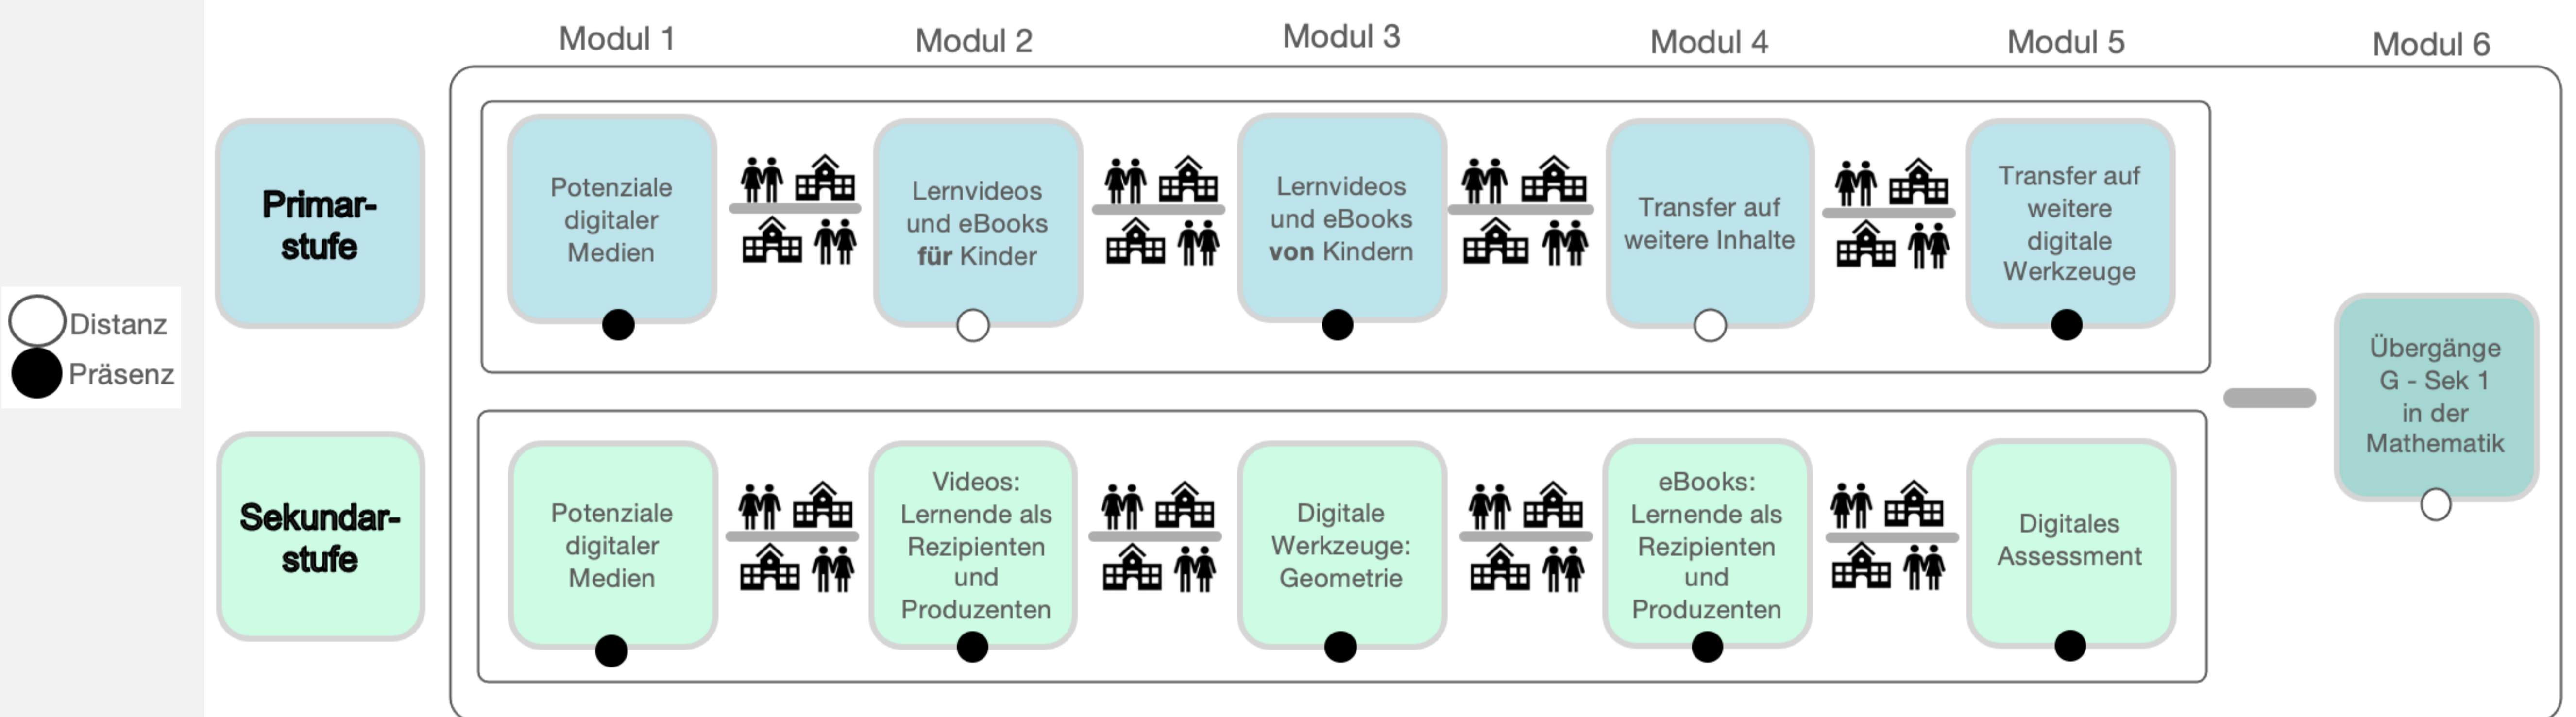 Modul 1
Modul 2
Modul 3
Modul 4
Modul 5
Modul 6
Primar-
stufe
Potenziale
digitaler
Medien
Lernvideos
und eBooks
für Kinder
Lernvideos
und eBooks
von Kindern
Transfer auf
weitere Inhalte
Transfer auf
weitere
digitale
Werkzeuge
Distanz
Präsenz
Übergänge
G - Sek 1
in der
Mathematik
Sekundar-
stufe
Potenziale
digitaler
Medien
Videos:
Lernende als
Rezipienten
und
Produzenten
Digitale
Werkzeuge:
Geometrie
eBooks:
Lernende als
Rezipienten
und
Produzenten
Digitales
Assessment